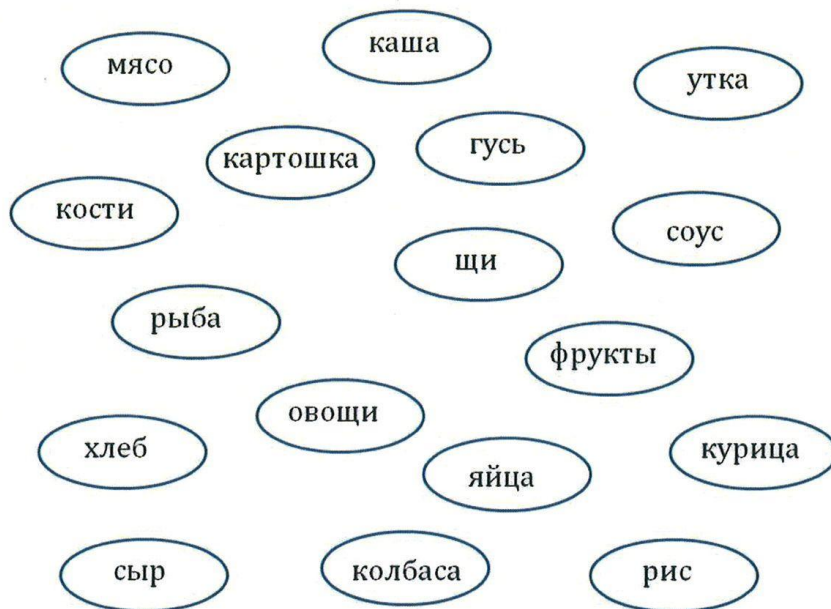 мясо
каша
утка
картошка
гусь
кости
соус
щи
рыба
фрукты
овощи
хлеб
яйца
курица
сыр
колбаса
рис